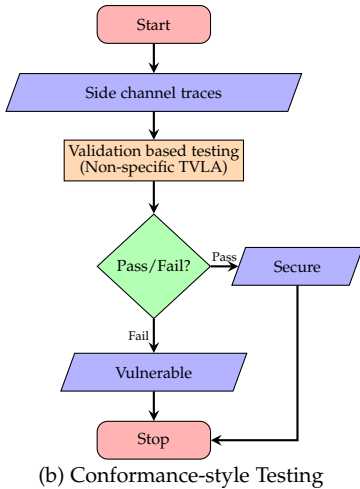 Start
Side channel traces
Validation based testing
(Non-specific TVLA)
Pass/Fail?
Pass
Secure
Fail
Vulnerable
Stop
(b) Conformance-style Testing